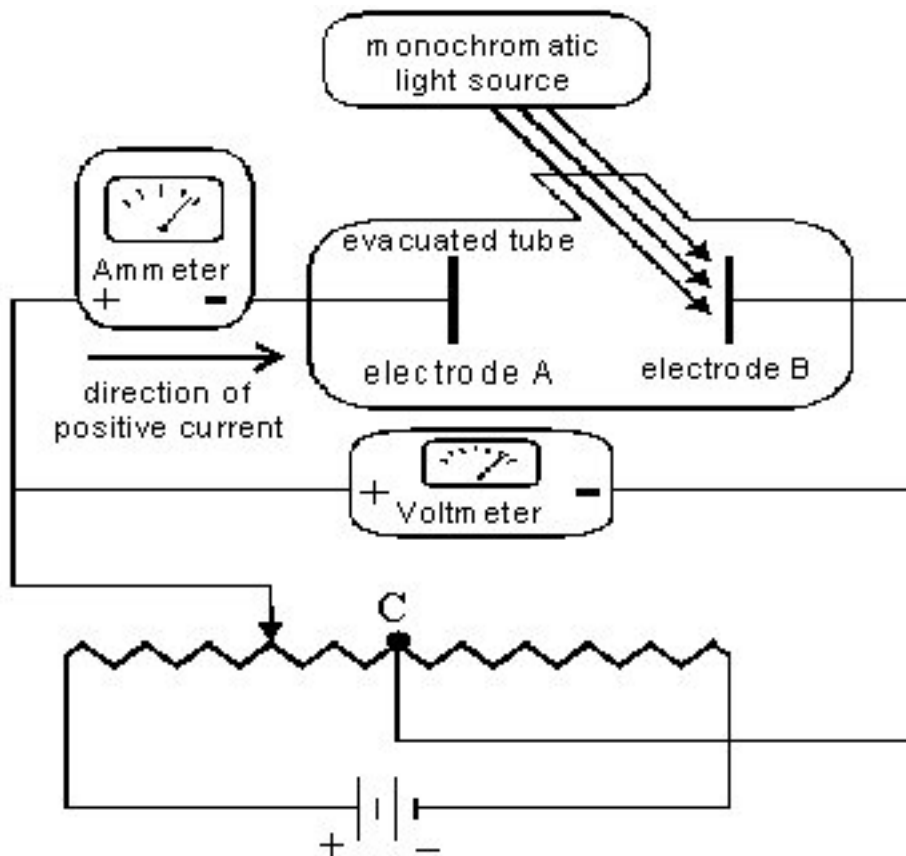 monochromatic
light source
evacuated tube
Ammeter
+ -
electrode A
electrode B
direction of
positive current
+ -
Voltmeter
C
+ -